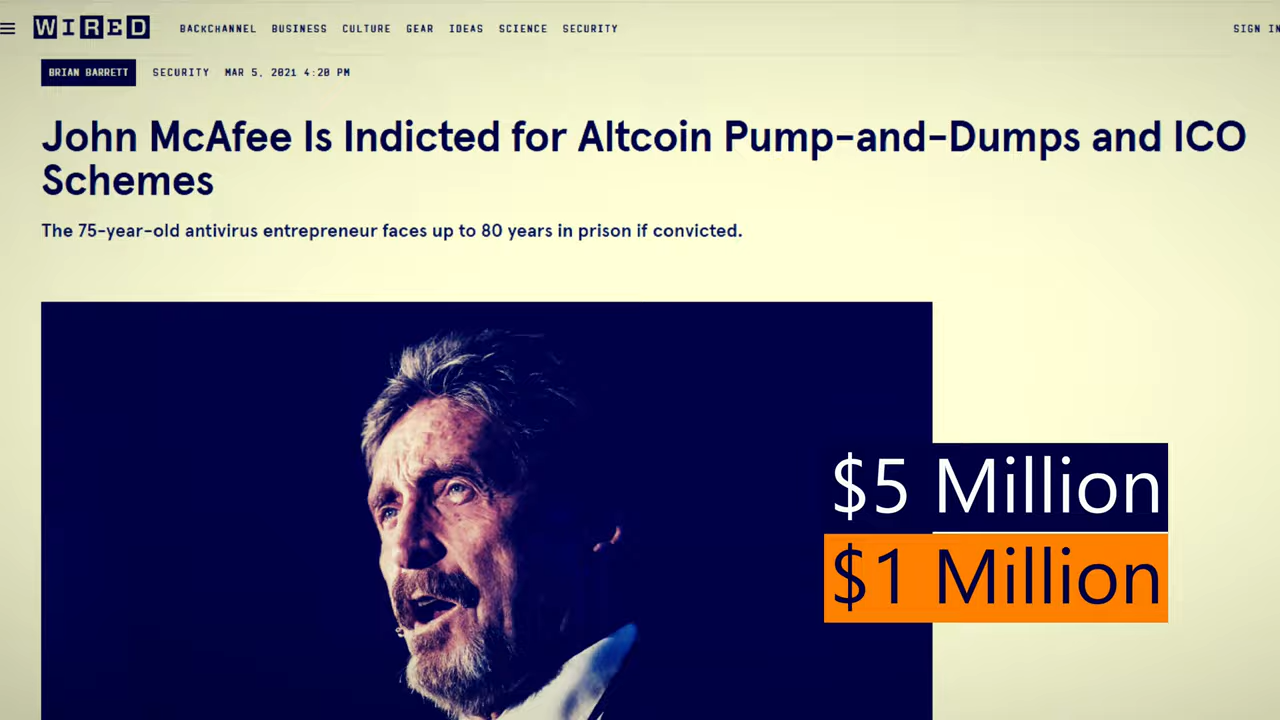 WIRED BACKCHANNEL BUSINESS CULTURE GEAR IDEAS SCIENCE SECURITY SIGN IN
BRIAN BARRETT SECURITY MAR 5, 2021 4:20 PM
John McAfee Is Indicted for Altcoin Pump-and-Dumps and ICO
Schemes
The 75-year-old antivirus entrepreneur faces up to 80 years in prison if convicted.
$5 Million
$1 Million